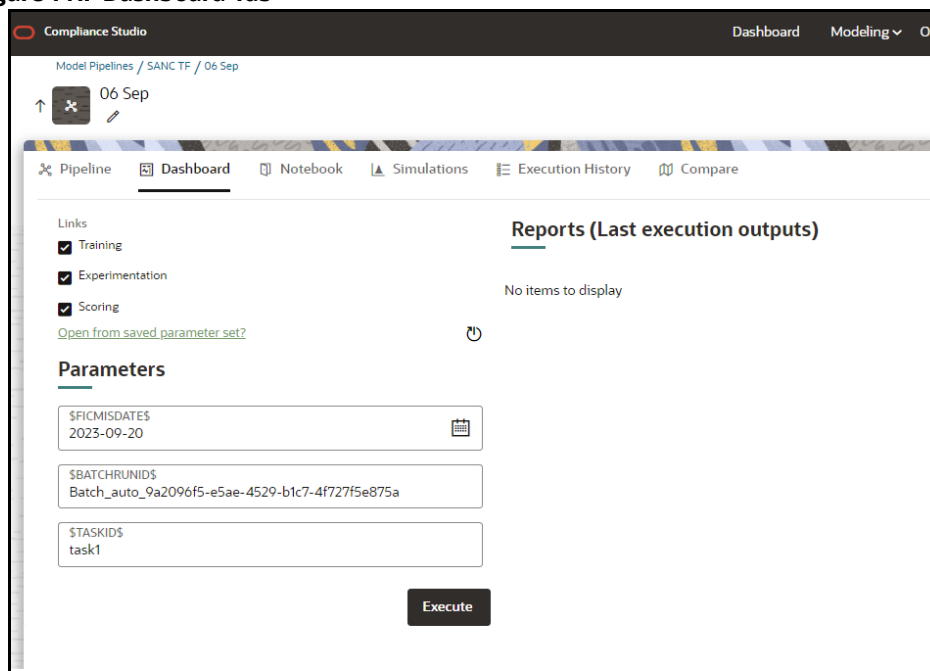 Dashboard Tab
Compliance Studio
Dashboard Modeling
Model Pipelines / SANC TF / 06 Sep
06 Sep
Pipeline Dashboard Notebook Simulations Execution History Compare
Links
Training
Experimentation
Scoring
Open from saved parameter set?
Parameters
$FICMISDATE$
2023-09-20
$BATCHRUNID$
Batch_auto_9a2096f5-e5ae-4529-b1c7-4f727f5e875a
$TASKID$
task1
Execute
Reports (Last execution outputs)
No items to display